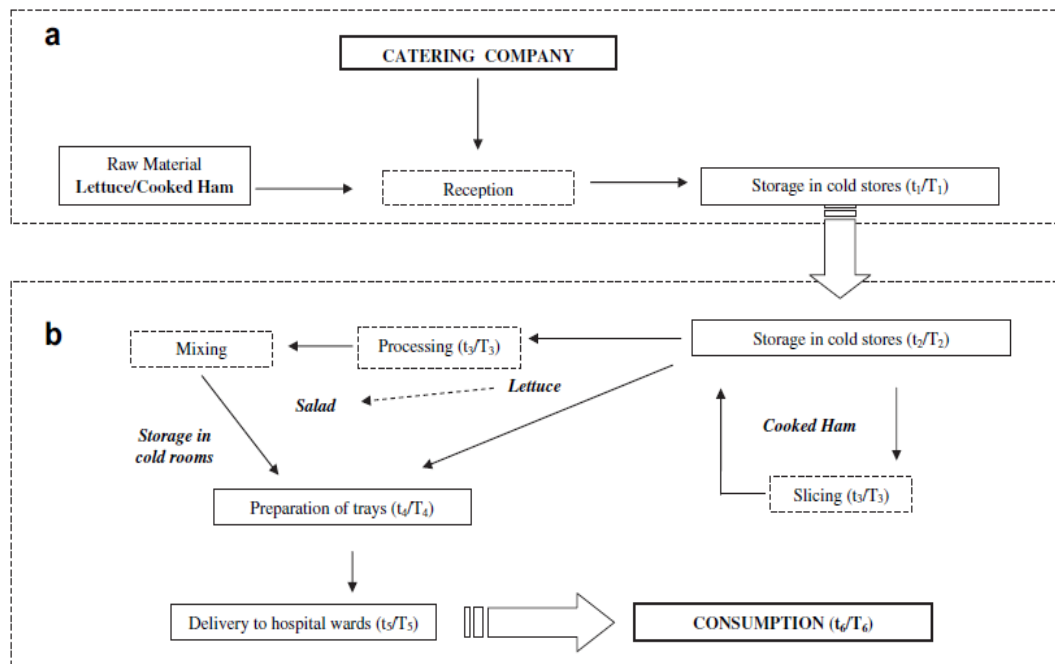 a
CATERING COMPANY
Raw Material
Lettuce/Cooked Ham
Reception
Storage in cold stores (t₁/T₁)
b
Mixing
Processing (t₃/T₃)
Storage in cold stores (t₂/T₂)
Lettuce
Salad
Storage in
cold rooms
Cooked Ham
Slicing (t₃/T₃)
Preparation of trays (t₄/T₄)
Delivery to hospital wards (t₅/T₅)
CONSUMPTION (t₆/T₆)